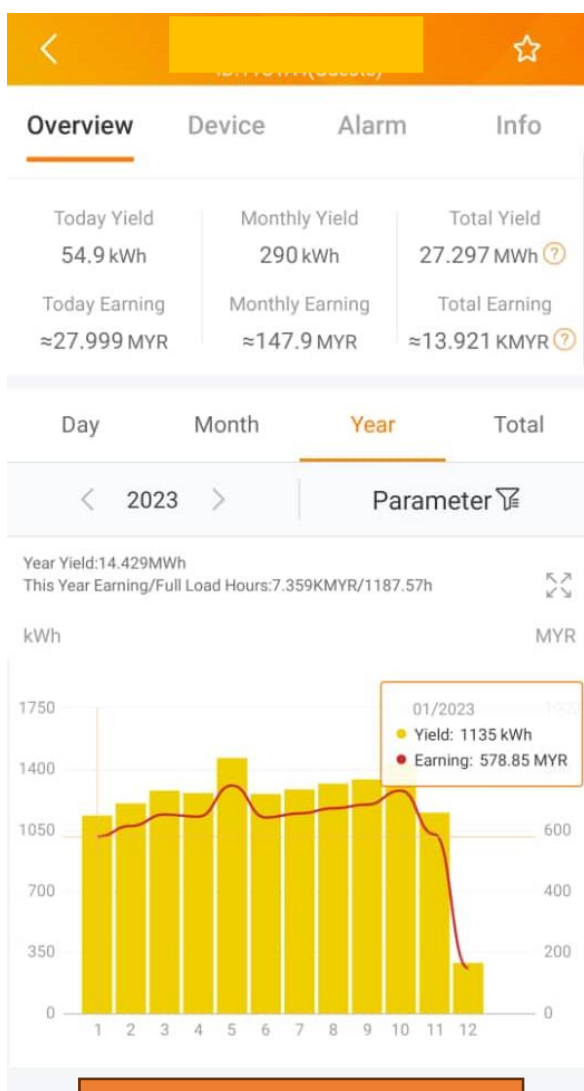 Overview Device Alarm Info
Today Yield Monthly Yield Total Yield
54.9 kWh 290 kWh 27.297 MWh ?
Today Earning Monthly Earning Total Earning
≈27.999 MYR ≈147.9 MYR ≈13.921 KMYR ?
Day Month Year Total
< 2023 > Parameter
Year Yield:14.429MWh
This Year Earning/Full Load Hours:7.359KMYR/1187.57h
kWh MYR
01/2023
Yield: 1135 kWh
Earning: 578.85 MYR
1750
1400
1050 600
700 400
350 200
0 0
1 2 3 4 5 6 7 8 9 10 11 12